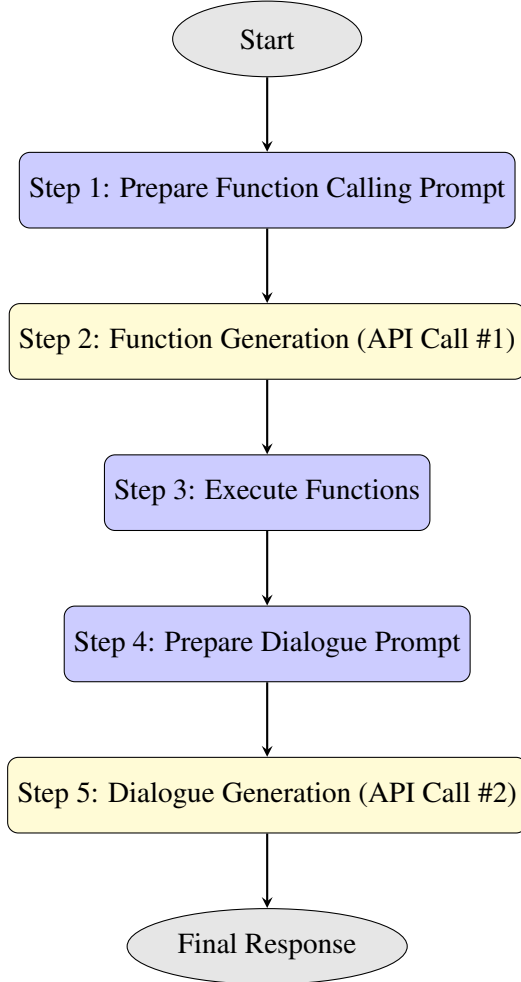 Start
Step 1: Prepare Function Calling Prompt
Step 2: Function Generation (API Call #1)
Step 3: Execute Functions
Step 4: Prepare Dialogue Prompt
Step 5: Dialogue Generation (API Call #2)
Final Response